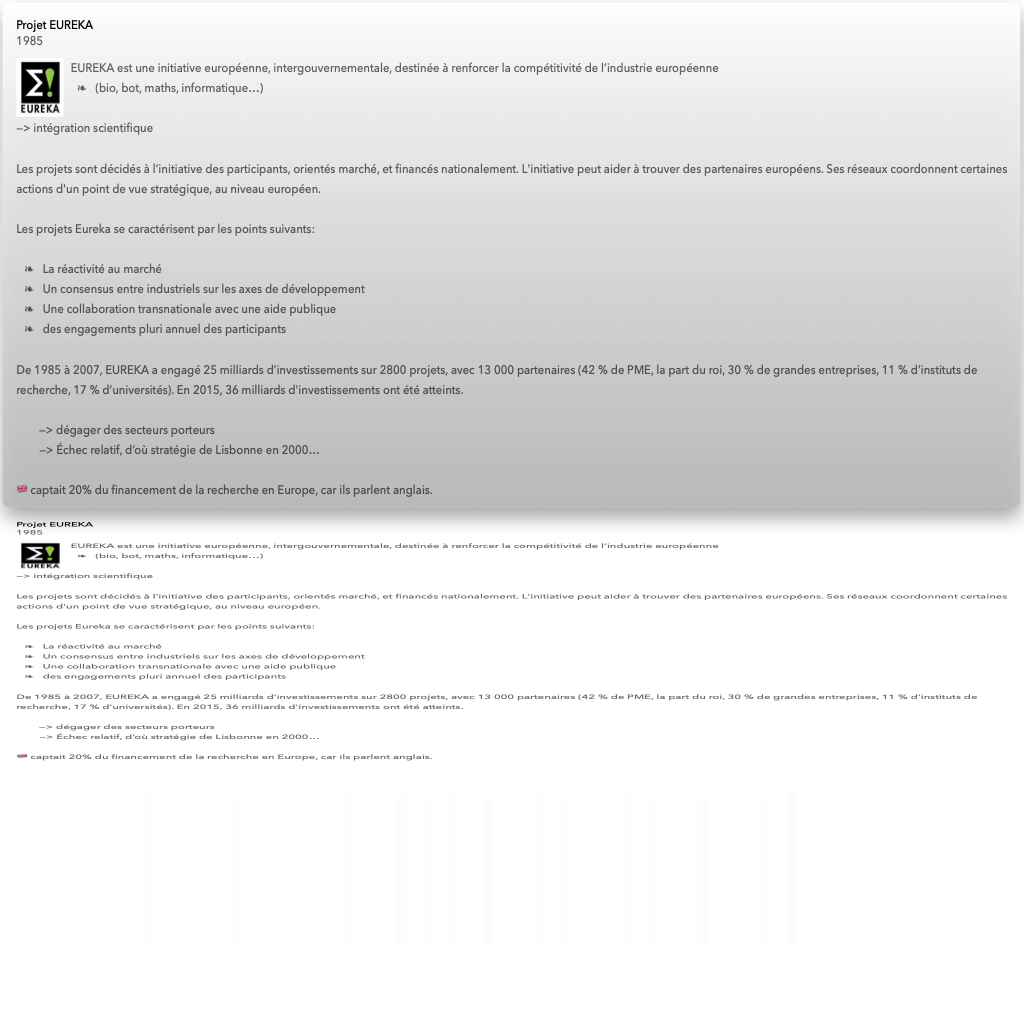 Projet EUREKA
1985
EUREKA est une initiative européenne, intergouvernementale, destinée à renforcer la compétitivité de l’industrie européenne
❧ (bio, bot, maths, informatique…)
Σ!
EUREKA
—> intégration scientifique
Les projets sont décidés à l’initiative des participants, orientés marché, et financés nationalement. L'initiative peut aider à trouver des partenaires européens. Ses réseaux coordonnent certaines
actions d'un point de vue stratégique, au niveau européen.
Les projets Eureka se caractérisent par les points suivants:
❧ La réactivité au marché
❧ Un consensus entre industriels sur les axes de développement
❧ Une collaboration transnationale avec une aide publique
❧ des engagements pluri annuel des participants
De 1985 à 2007, EUREKA a engagé 25 milliards d’investissements sur 2800 projets, avec 13 000 partenaires (42 % de PME, la part du roi, 30 % de grandes entreprises, 11 % d’instituts de
recherche, 17 % d’universités). En 2015, 36 milliards d'investissements ont été atteints.
—> dégager des secteurs porteurs
—> Échec relatif, d’où stratégie de Lisbonne en 2000…
🇬🇧 captait 20% du financement de la recherche en Europe, car ils parlent anglais.
Projet EUREKA
1985
EUREKA est une initiative européenne, intergouvernementale, destinée à renforcer la compétitivité de l’industrie européenne
❧ (bio, bot, maths, informatique…)
Σ!
EUREKA
—> intégration scientifique
Les projets sont décidés à l’initiative des participants, orientés marché, et financés nationalement. L'initiative peut aider à trouver des partenaires européens. Ses réseaux coordonnent certaines
actions d'un point de vue stratégique, au niveau européen.
Les projets Eureka se caractérisent par les points suivants:
❧ La réactivité au marché
❧ Un consensus entre industriels sur les axes de développement
❧ Une collaboration transnationale avec une aide publique
❧ des engagements pluri annuel des participants
De 1985 à 2007, EUREKA a engagé 25 milliards d’investissements sur 2800 projets, avec 13 000 partenaires (42 % de PME, la part du roi, 30 % de grandes entreprises, 11 % d’instituts de
recherche, 17 % d’universités). En 2015, 36 milliards d'investissements ont été atteints.
—> dégager des secteurs porteurs
—> Échec relatif, d’où stratégie de Lisbonne en 2000…
🇬🇧 captait 20% du financement de la recherche en Europe, car ils parlent anglais.